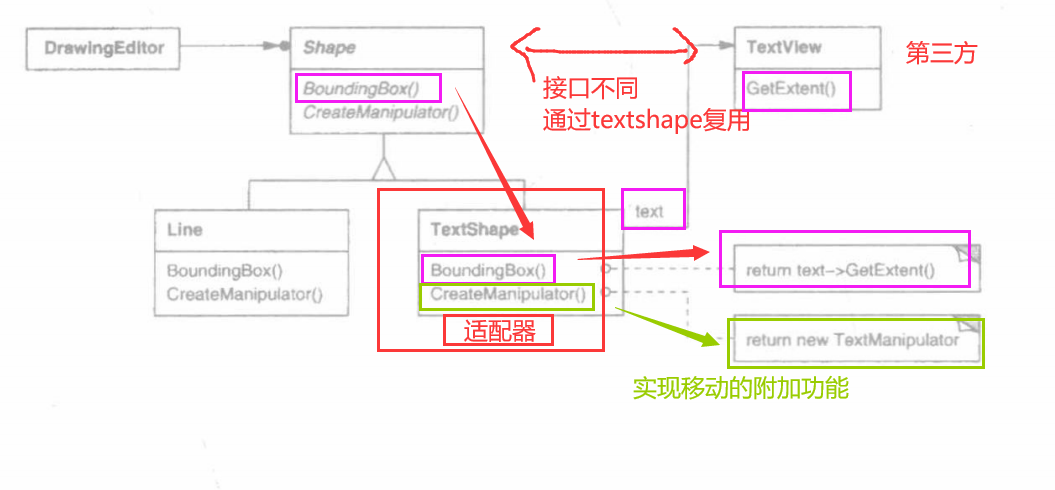 DrawingEditor
Shape
BoundingBox()
CreateManipulator()
TextView
GetExtent()
第三方
接口不同
通过textshape复用
Line
BoundingBox()
CreateManipulator()
TextShape
BoundingBox()
CreateManipulator()
适配器
text
return text->GetExtent()
return new TextManipulator
实现移动的附加功能